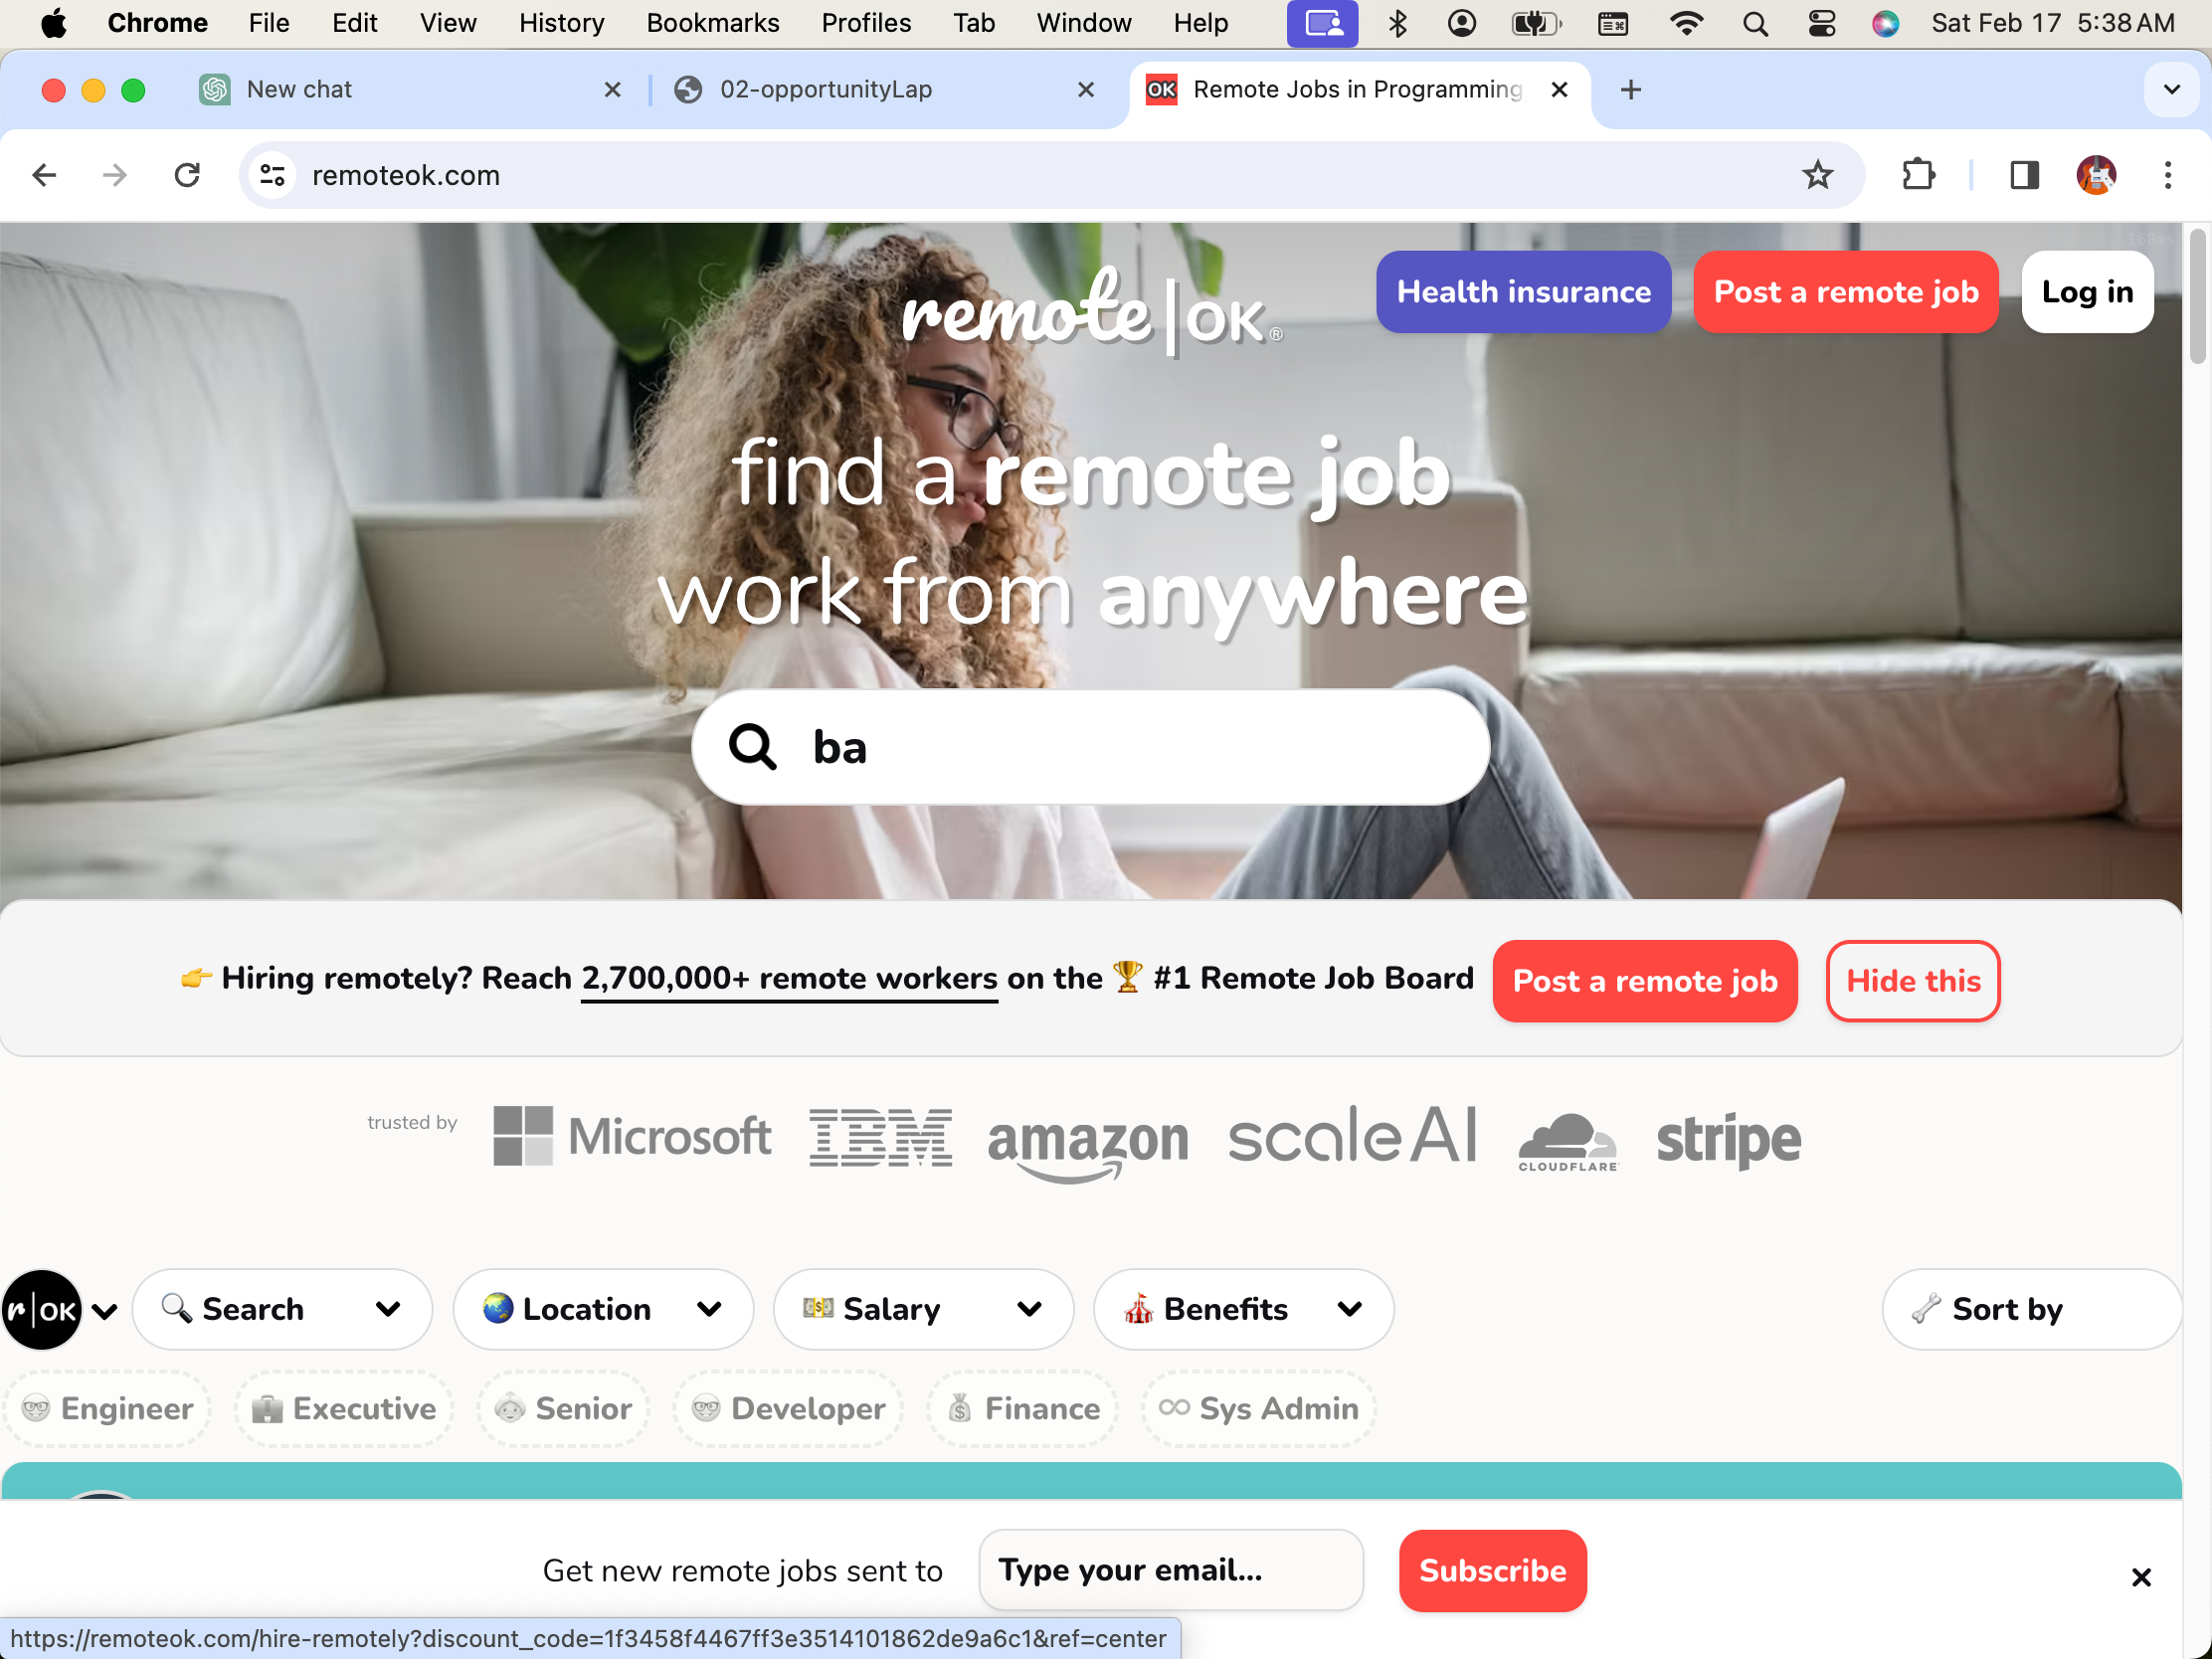 Chrome File Edit View History Bookmarks Profiles Tab Window Help Sat Feb 17 5:38 AM
New chat 02-opportunityLap OK Remote Jobs in Programming
remoteok.com
168ms
Health insurance Post a remote job Log in
remote|OK®
find a remote job
work from anywhere
ba
👉 Hiring remotely? Reach 2,700,000+ remote workers on the 🏆 #1 Remote Job Board Post a remote job Hide this
trusted by Microsoft IBM amazon scale AI CLOUDFLARE stripe
r|OK 🔍 Search 🌏 Location 💵 Salary 🎪 Benefits 🦴 Sort by
🤓 Engineer 💼 Executive 👵 Senior 🤓 Developer 💰 Finance ♾ Sys Admin
Get new remote jobs sent to Type your email... Subscribe
https://remoteok.com/hire-remotely?discount_code=1f3458f4467ff3e3514101862de9a6c1&ref=center